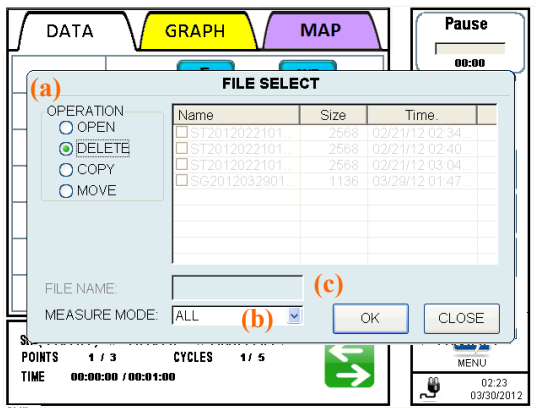 DATA GRAPH MAP Pause
00:00
(a) FILE SELECT
OPERATION
OPEN
DELETE
COPY
MOVE
Name Size Time.
ST2012022101... 2568 02/21/12 02:34...
ST2012022101... 2568 02/21/12 02:40...
ST2012022101... 2568 02/21/12 03:04...
SG2012032901... 1136 03/29/12 01:47...
FILE NAME: (c)
MEASURE MODE: ALL (b) OK CLOSE
POINTS 1 / 3 CYCLES 1/ 5
TIME 00:00:00 / 00:01:00
MENU
02:23
03/30/2012